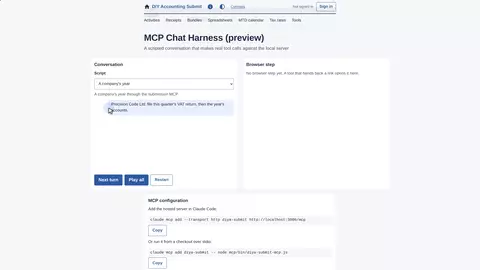 DIY Accounting Submit
Company
Not signed in
Sign in
Activities Receipts Bundles Spreadsheets MTD calendar Tax rates Tools
MCP Chat Harness (preview)
A scripted conversation that makes real tool calls against the local server
Conversation
Script
A company's year
A company's year through the submission MCP
Precision Code Ltd: file this quarter's VAT return, then the year's
accounts.
Next turn Play all Restart
Browser step
No browser step yet. A tool that hands back a link opens it here.
MCP configuration
Add the hosted server in Claude Code:
claude mcp add --transport http diya-submit http://localhost:3000/mcp
Copy
Or run it from a checkout over stdio:
claude mcp add diya-submit -- node mcp/bin/diya-submit-mcp.js
Copy